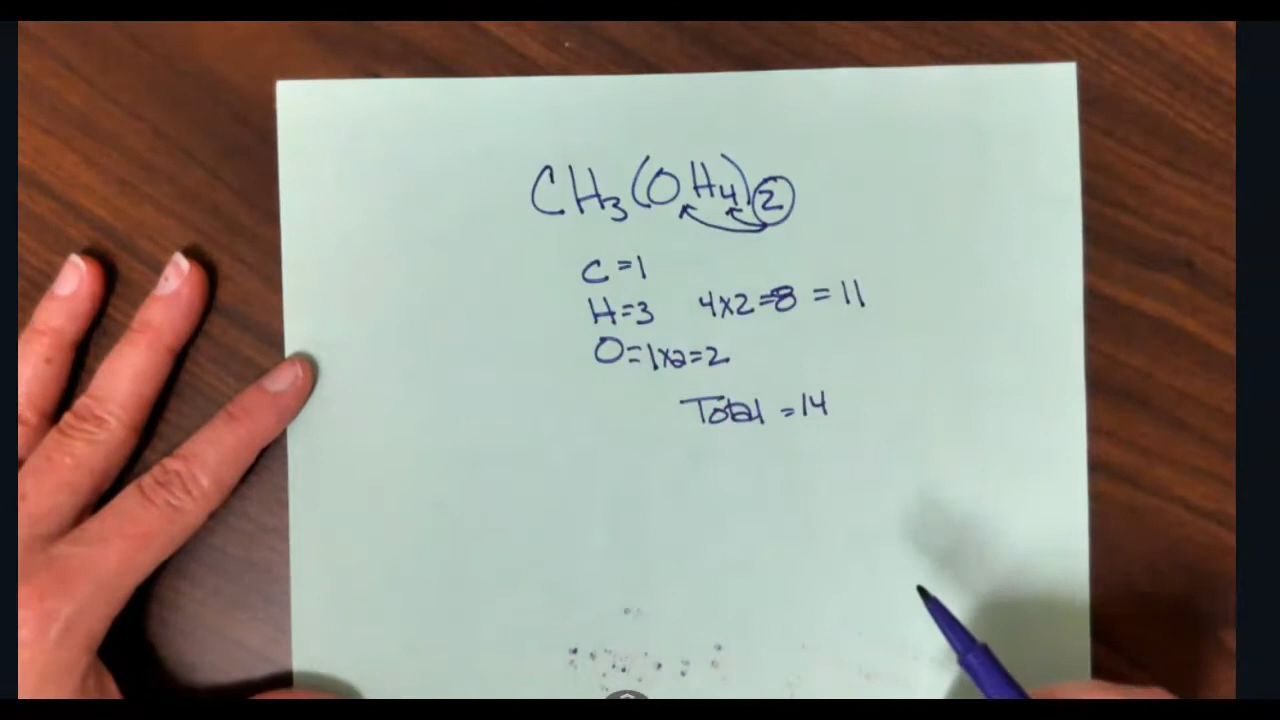 CH₃(OH₄)₂
C=1
H=3 4x2=8 =11
O=1x2=2
Total =14